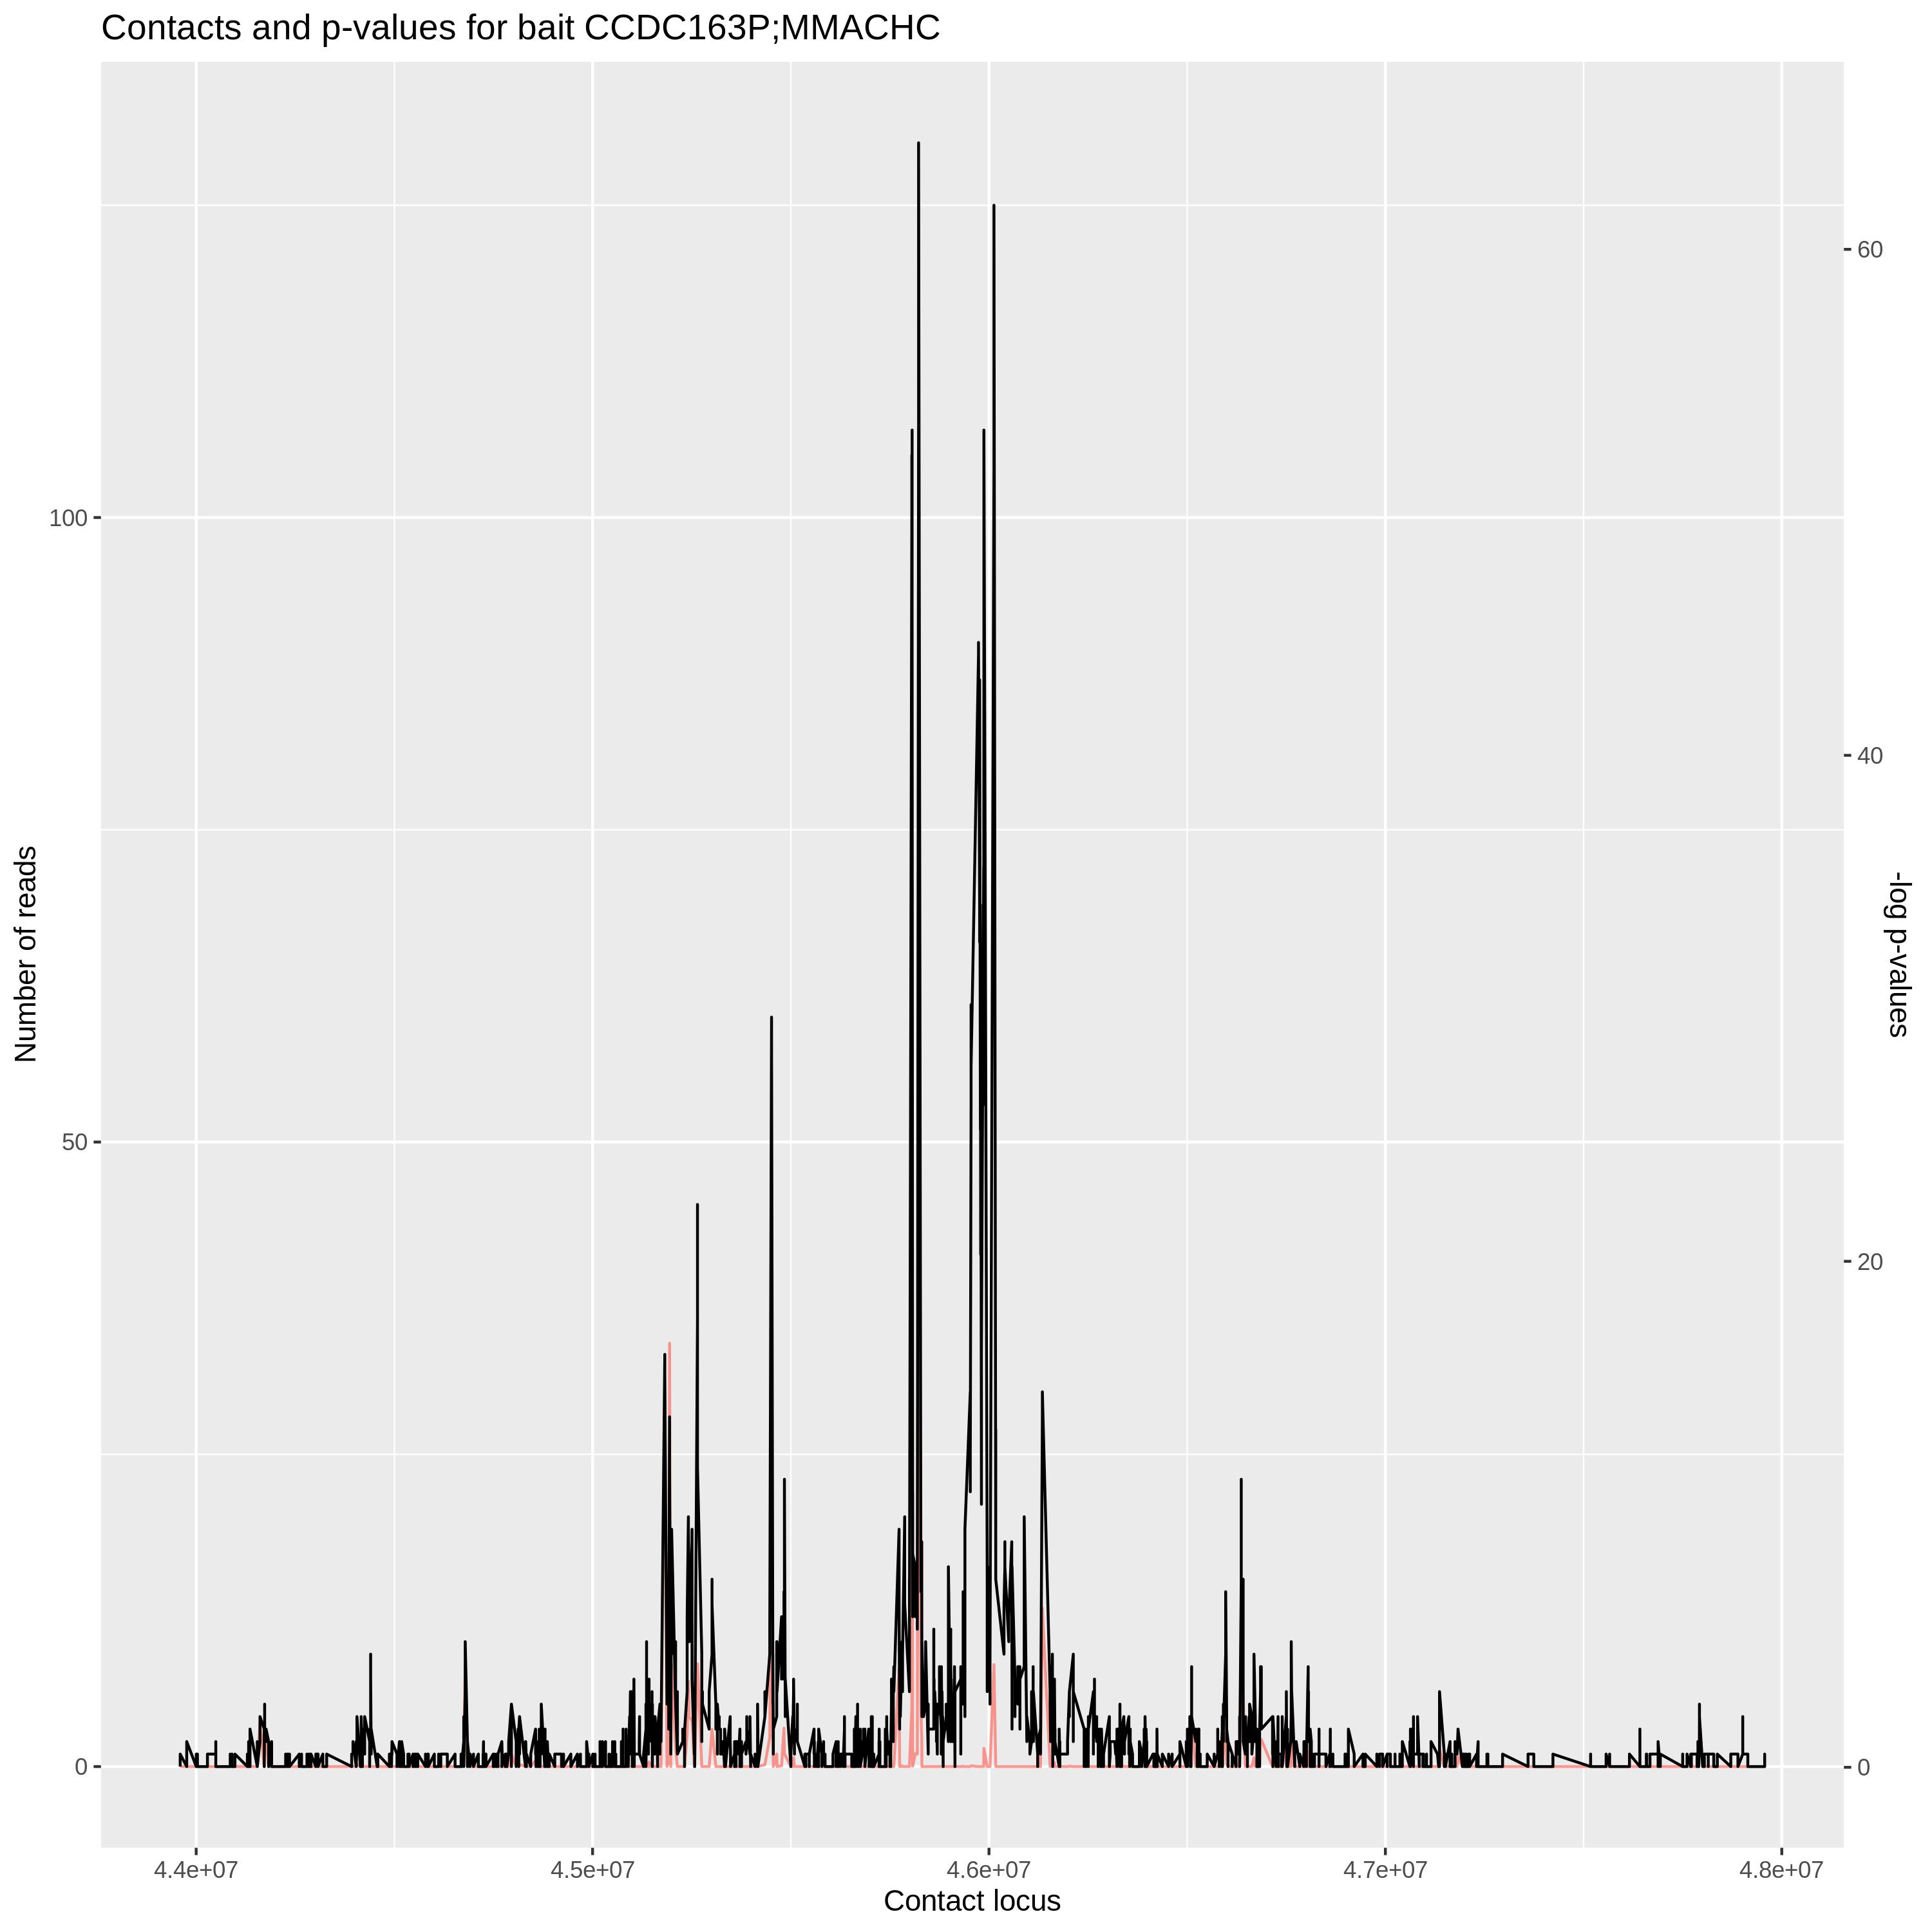 Contacts and p-values for bait CCDC163P;MMACHC
Number of reads
100
50
0
60
40
20
0
-log p-values
4.4e+07 4.5e+07 4.6e+07 4.7e+07 4.8e+07
Contact locus